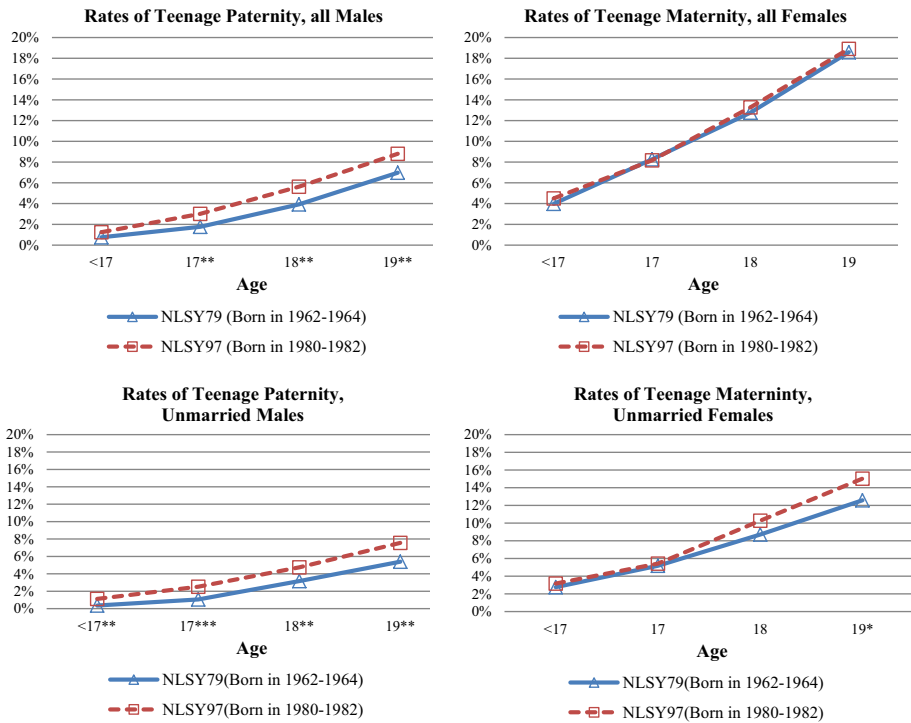 Rates of Teenage Paternity, all Males
20%
18%
16%
14%
12%
10%
8%
6%
4%
2%
0%
<17 17** 18** 19**
Age
NLSY79 (Born in 1962-1964)
NLSY97 (Born in 1980-1982)
Rates of Teenage Maternity, all Females
20%
18%
16%
14%
12%
10%
8%
6%
4%
2%
0%
<17 17 18 19
Age
NLSY79 (Born in 1962-1964)
NLSY97 (Born in 1980-1982)
Rates of Teenage Paternity,
Unmarried Males
20%
18%
16%
14%
12%
10%
8%
6%
4%
2%
0%
<17** 17*** 18** 19**
Age
NLSY79(Born in 1962-1964)
NLSY97(Born in 1980-1982)
Rates of Teenage Materninty,
Unmarried Females
20%
18%
16%
14%
12%
10%
8%
6%
4%
2%
0%
<17 17 18 19*
Age
NLSY79(Born in 1962-1964)
NLSY97(Born in 1980-1982)